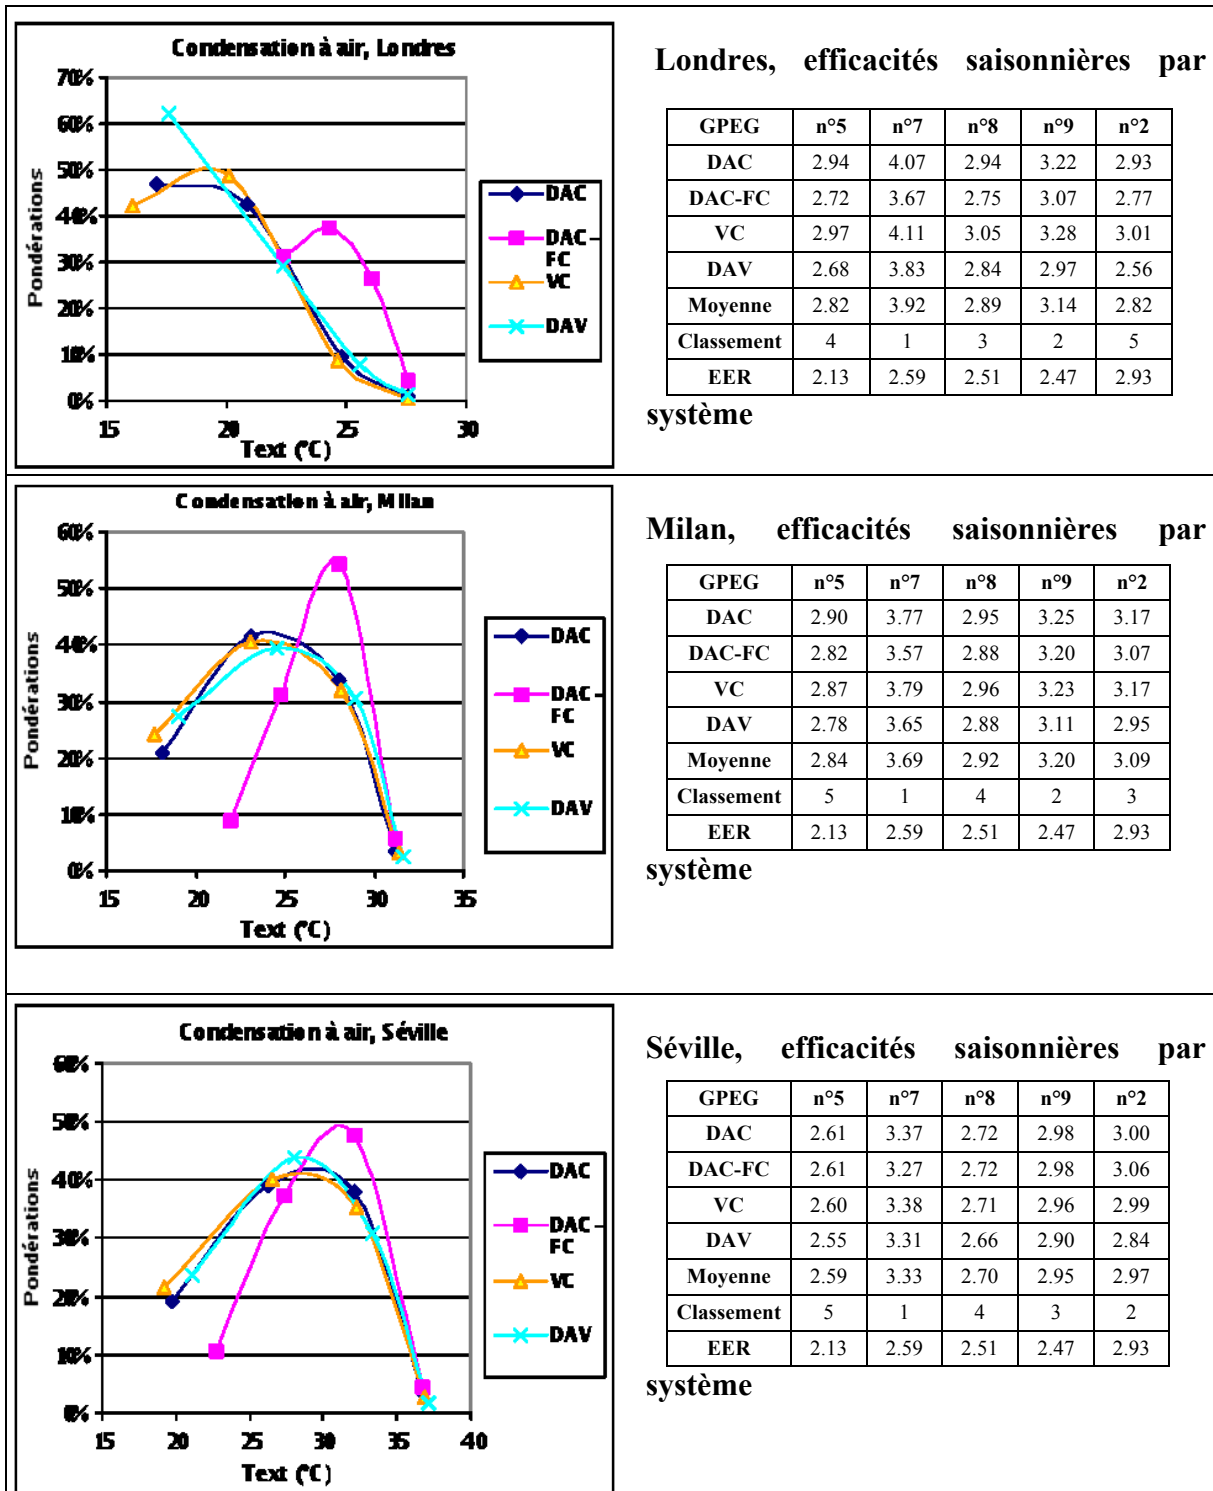 Condensation à air, Londres
Pondérations
70%
60%
50%
40%
30%
20%
10%
0%
15 20 25 30
Text (°C)
DAC
DAC-
FC
VC
DAV
Londres, efficacités saisonnières par
GPEG n°5 n°7 n°8 n°9 n°2
DAC 2.94 4.07 2.94 3.22 2.93
DAC-FC 2.72 3.67 2.75 3.07 2.77
VC 2.97 4.11 3.05 3.28 3.01
DAV 2.68 3.83 2.84 2.97 2.56
Moyenne 2.82 3.92 2.89 3.14 2.82
Classement 4 1 3 2 5
EER 2.13 2.59 2.51 2.47 2.93
système
Condensation à air, Milan
Pondérations
60%
50%
40%
30%
20%
10%
0%
15 20 25 30 35
Text (°C)
DAC
DAC-
FC
VC
DAV
Milan, efficacités saisonnières par
GPEG n°5 n°7 n°8 n°9 n°2
DAC 2.90 3.77 2.95 3.25 3.17
DAC-FC 2.82 3.57 2.88 3.20 3.07
VC 2.87 3.79 2.96 3.23 3.17
DAV 2.78 3.65 2.88 3.11 2.95
Moyenne 2.84 3.69 2.92 3.20 3.09
Classement 5 1 4 2 3
EER 2.13 2.59 2.51 2.47 2.93
système
Condensation à air, Séville
Pondérations
60%
50%
40%
30%
20%
10%
0%
15 20 25 30 35 40
Text (°C)
DAC
DAC-
FC
VC
DAV
Séville, efficacités saisonnières par
GPEG n°5 n°7 n°8 n°9 n°2
DAC 2.61 3.37 2.72 2.98 3.00
DAC-FC 2.61 3.27 2.72 2.98 3.06
VC 2.60 3.38 2.71 2.96 2.99
DAV 2.55 3.31 2.66 2.90 2.84
Moyenne 2.59 3.33 2.70 2.95 2.97
Classement 5 1 4 3 2
EER 2.13 2.59 2.51 2.47 2.93
système